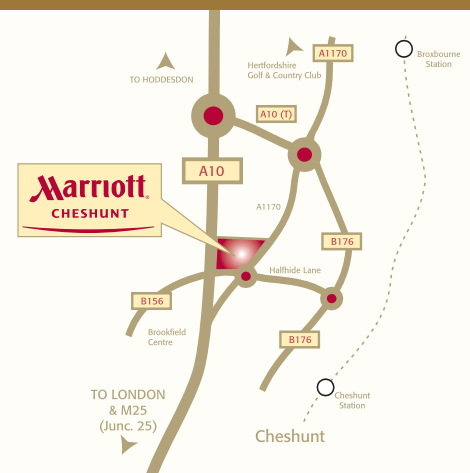 A1170
Broxbourne
Station
Hertfordshire
Golf & Country Club
TO HODDESDON
A10 (T)
A10
Marriott®
CHESHUNT
A1170
B176
Halfhide Lane
B156
Brookfield
Centre
B176
TO LONDON
& M25
(Junc. 25)
Cheshunt
Station
Cheshunt